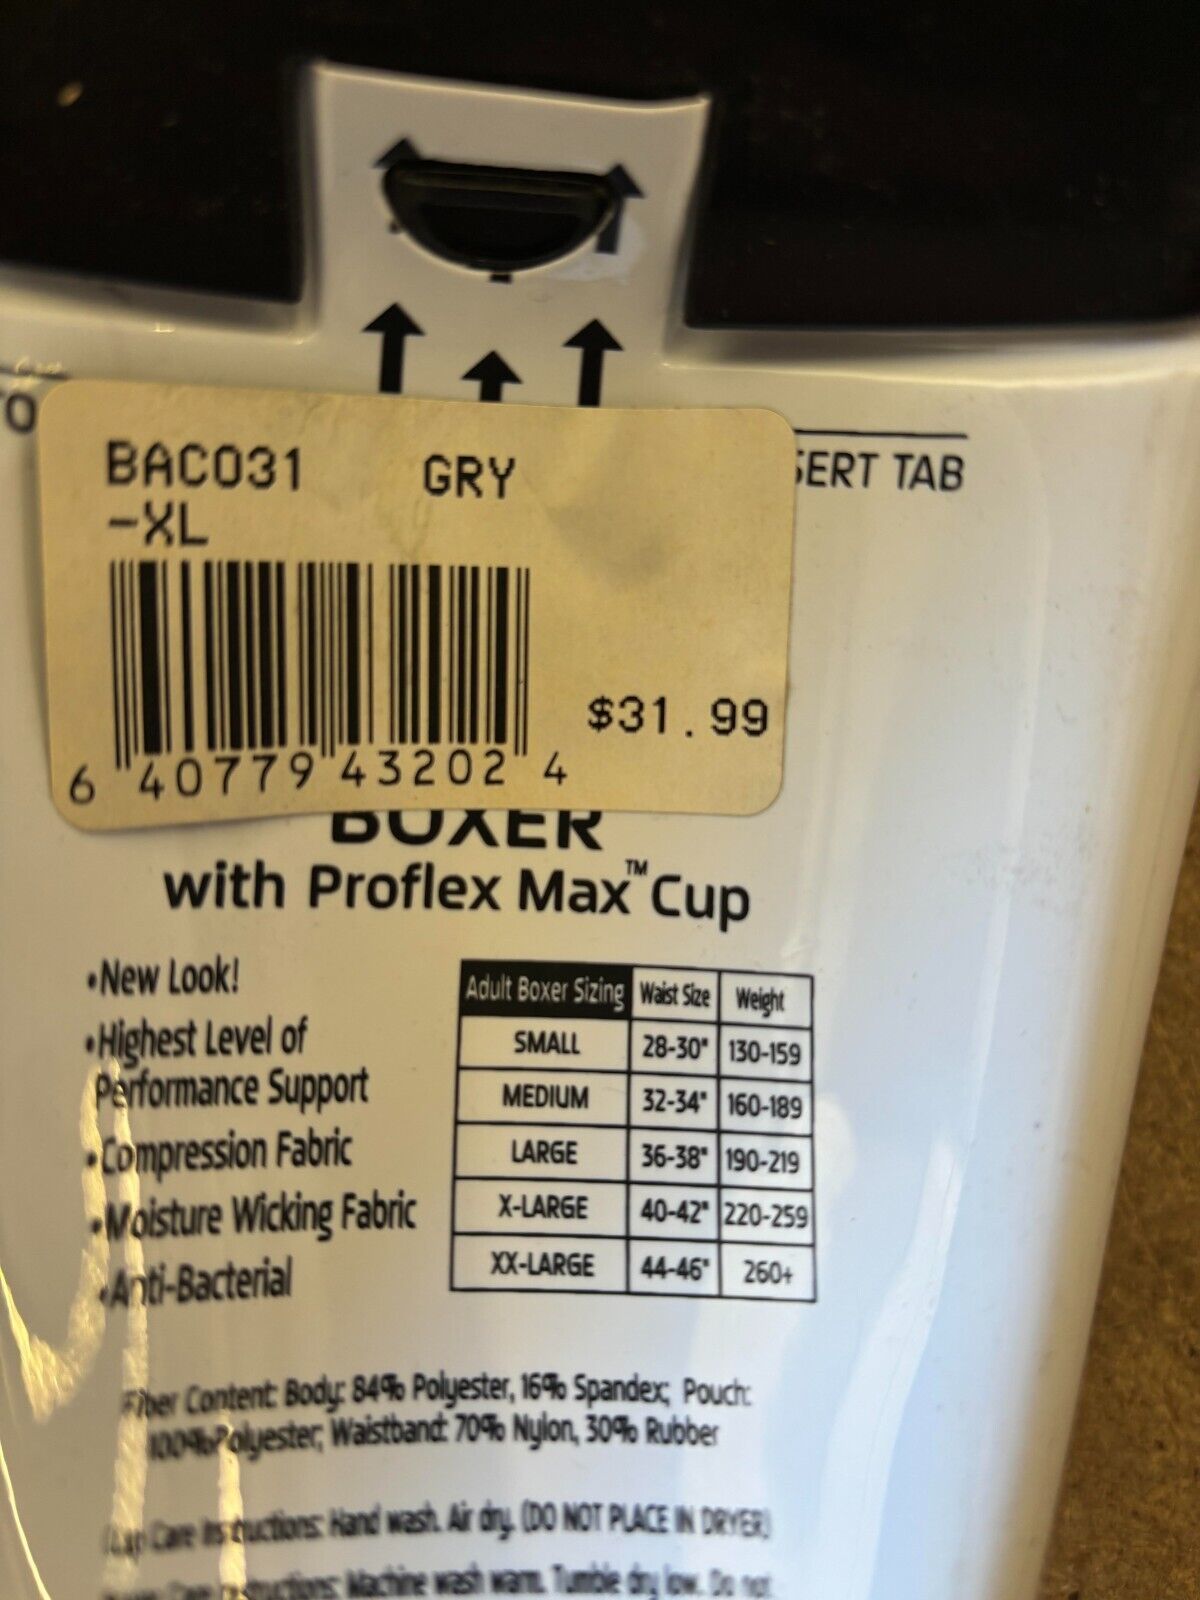 SERT TAB
BAC031 GRY
-XL
$31.99
6 40779 43202 4
BOXER
with Proflex Max™ Cup
•New Look!
•Highest Level of
Performance Support
•Compression Fabric
•Moisture Wicking Fabric
•Anti-Bacterial
Adult Boxer Sizing Waist Size Weight
SMALL 28-30" 130-159
MEDIUM 32-34" 160-189
LARGE 36-38" 190-219
X-LARGE 40-42" 220-259
XX-LARGE 44-46" 260+
Fiber Content: Body: 84% Polyester, 16% Spandex; Pouch:
100% Polyester; Waistband: 70% Nylon, 30% Rubber
Cup Care Instructions: Hand wash. Air dry. (DO NOT PLACE IN DRYER)
Care Instructions: Machine wash warm. Tumble dry low. Do not